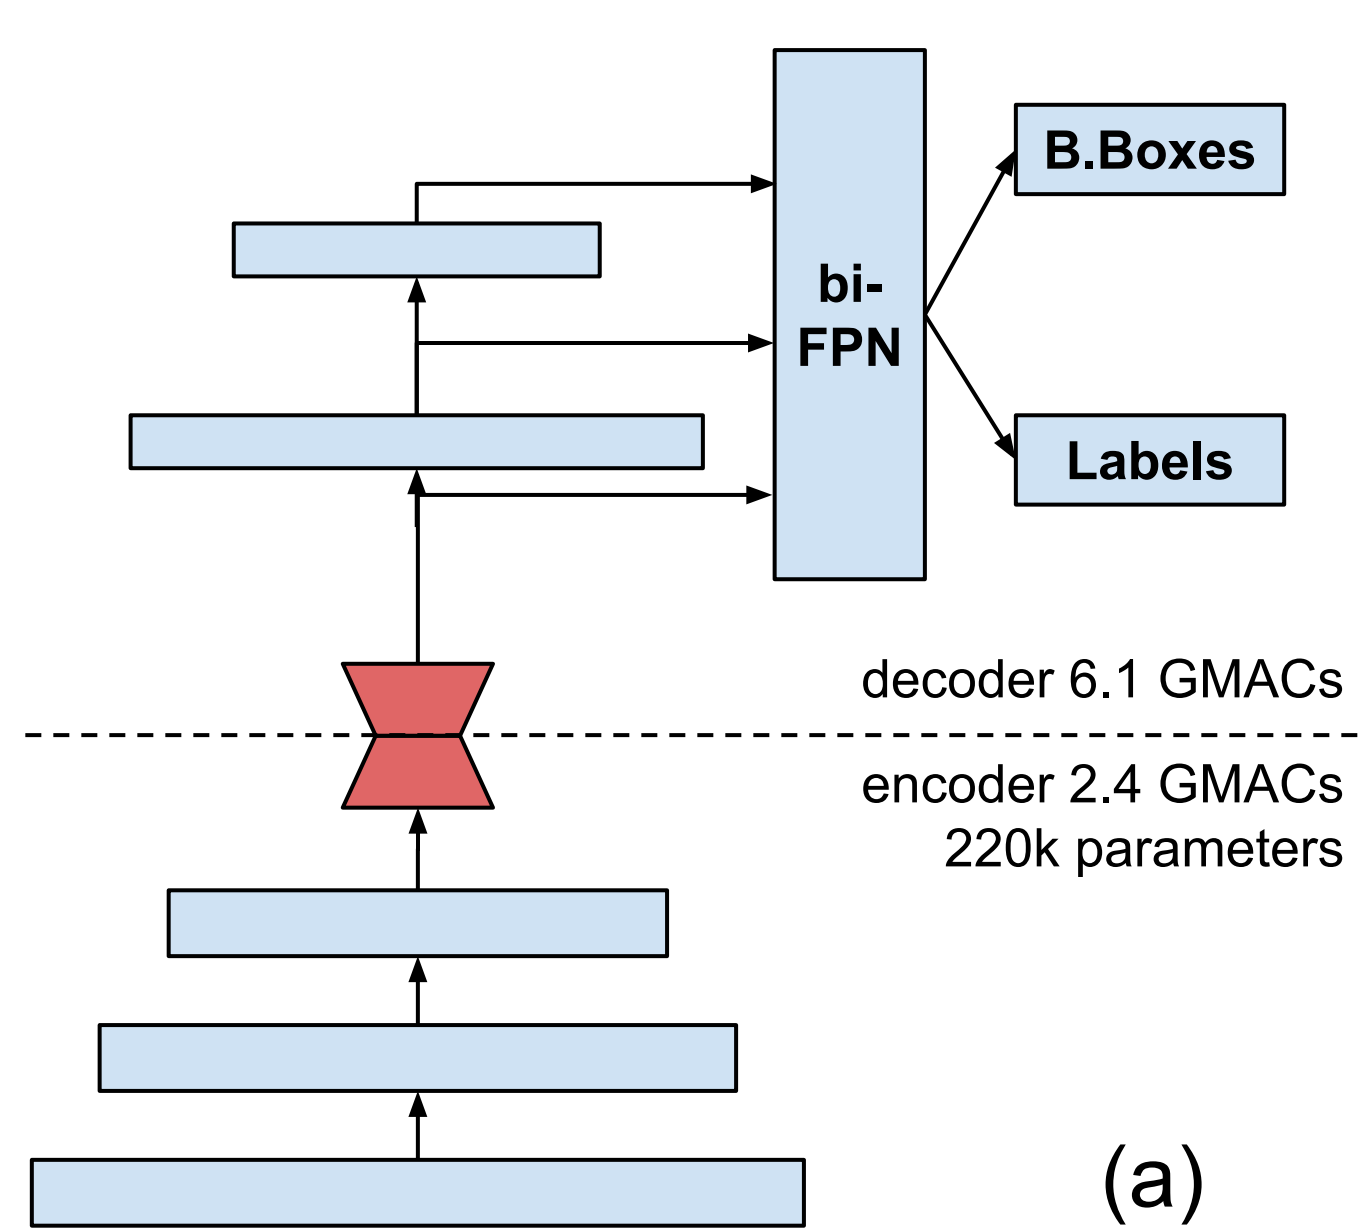 B.Boxes
bi-
FPN
Labels
decoder 6.1 GMACs
encoder 2.4 GMACs
220k parameters
(a)